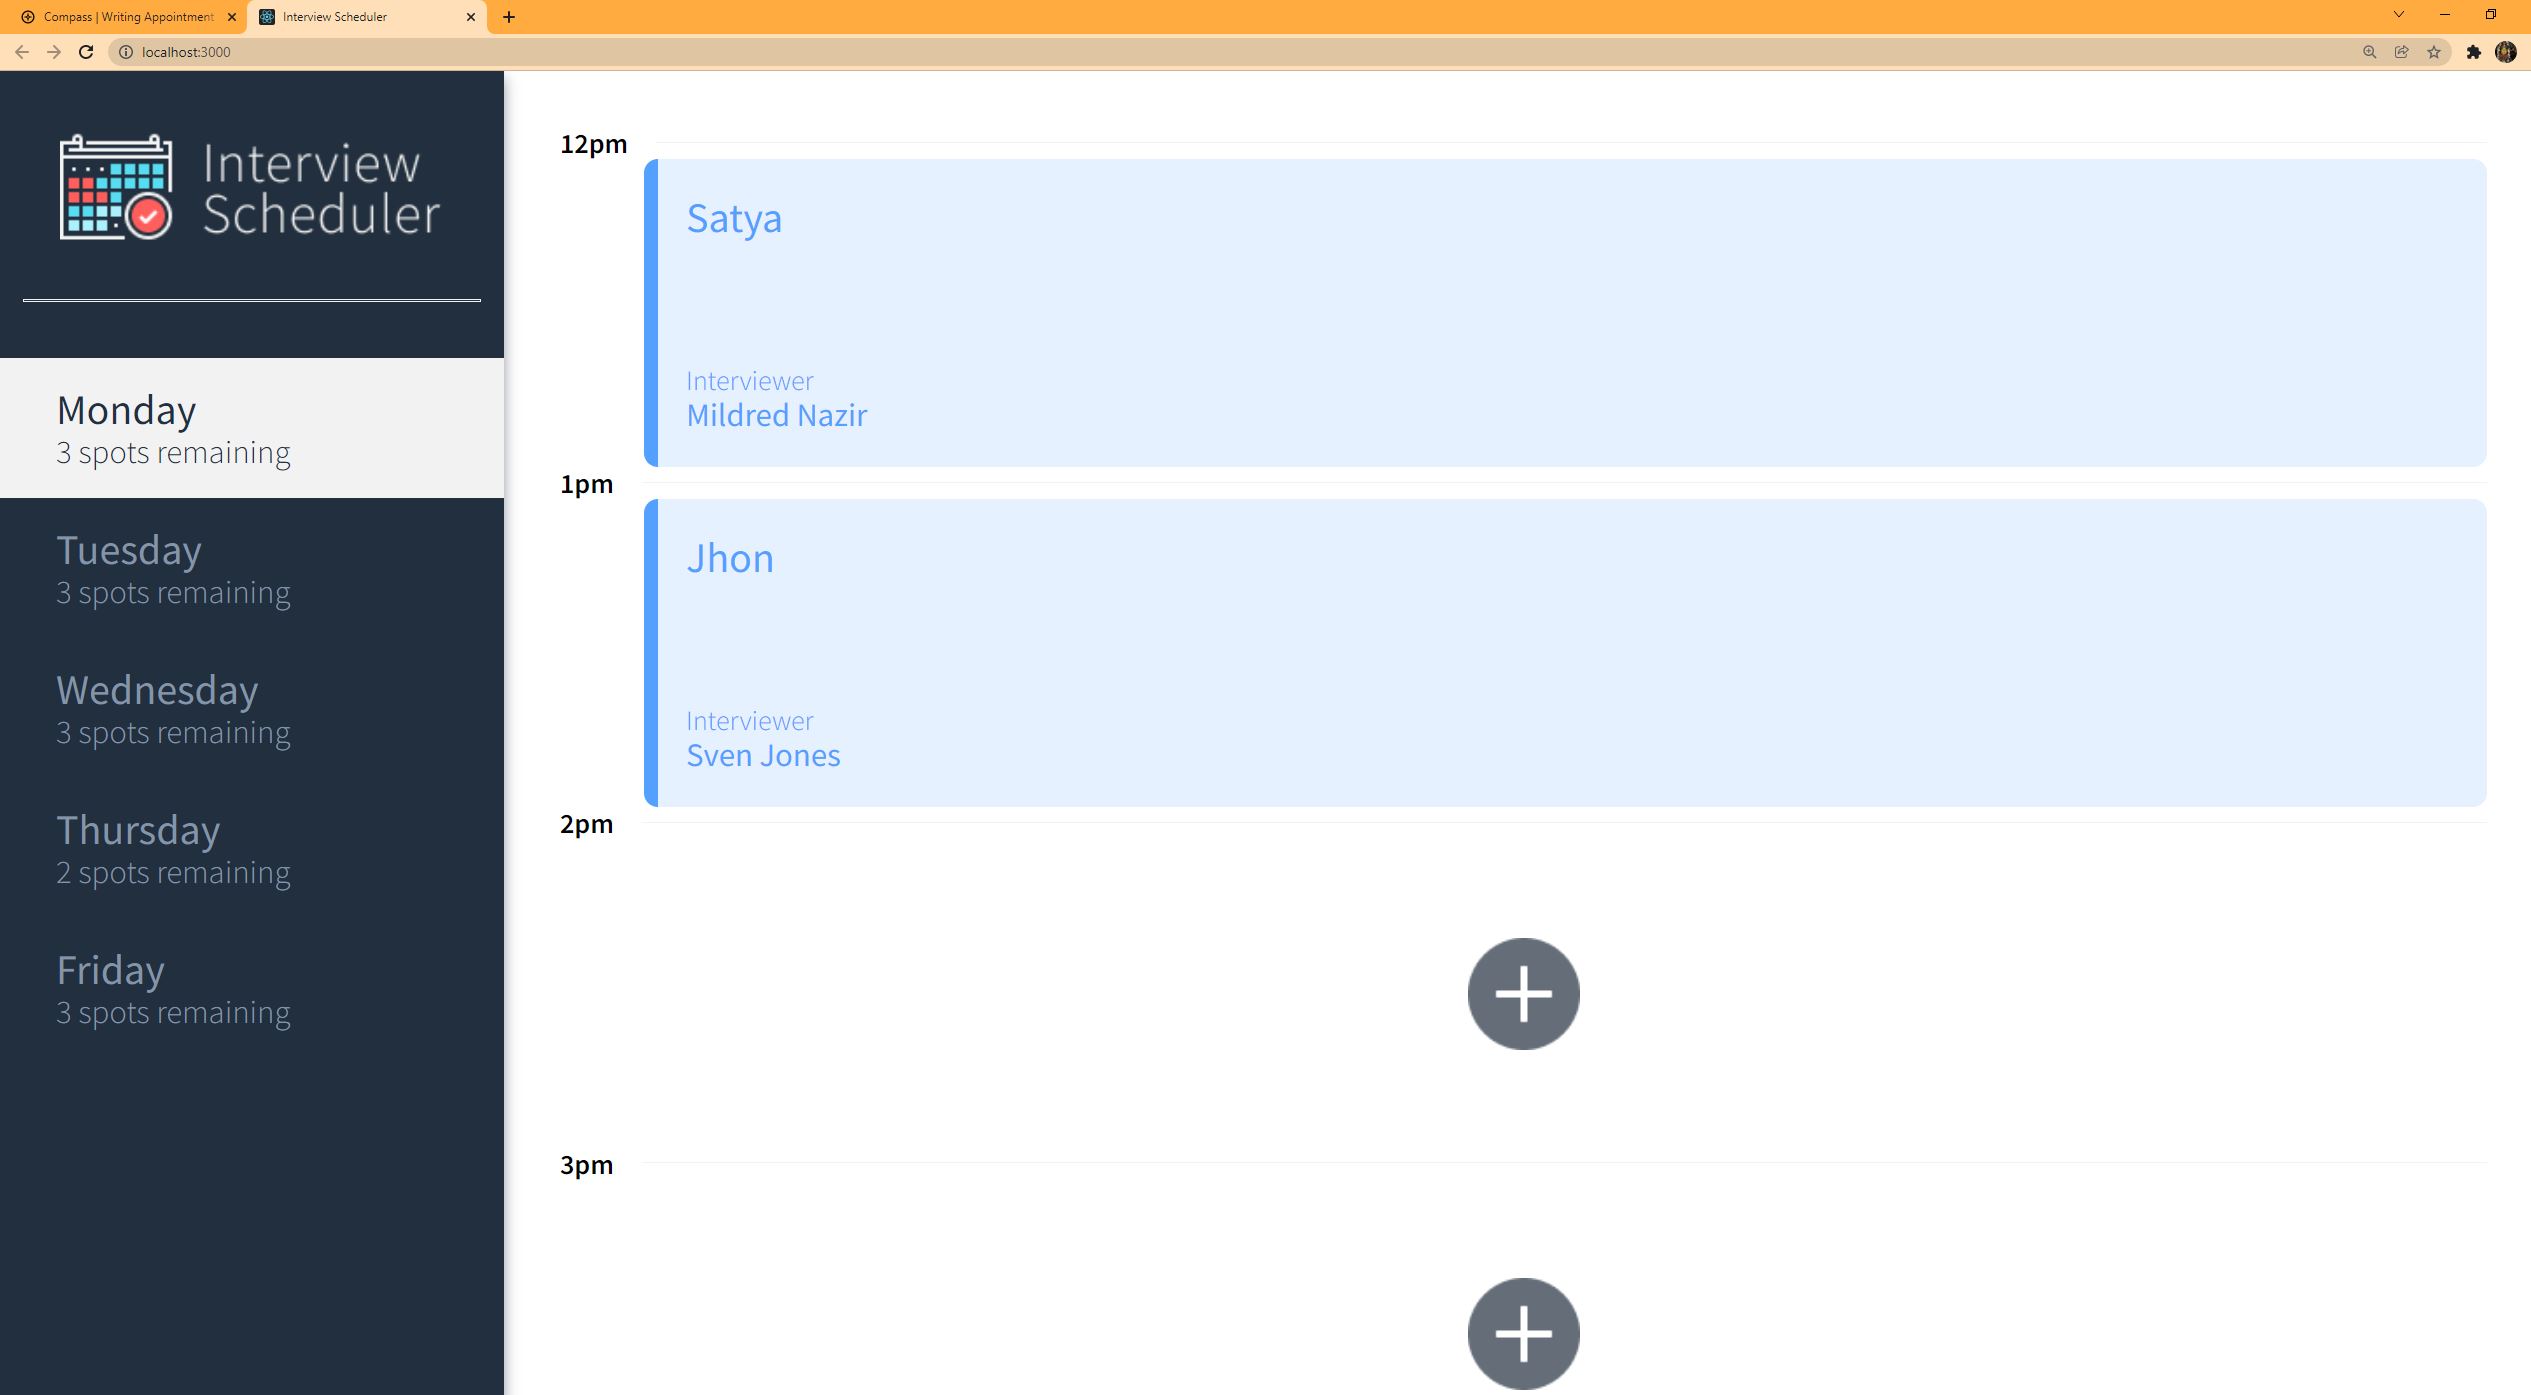 Compass | Writing Appointment
Interview Scheduler
localhost:3000
Interview
Scheduler
Monday
3 spots remaining
Tuesday
3 spots remaining
Wednesday
3 spots remaining
Thursday
2 spots remaining
Friday
3 spots remaining
12pm
Satya
Interviewer
Mildred Nazir
1pm
Jhon
Interviewer
Sven Jones
2pm
3pm